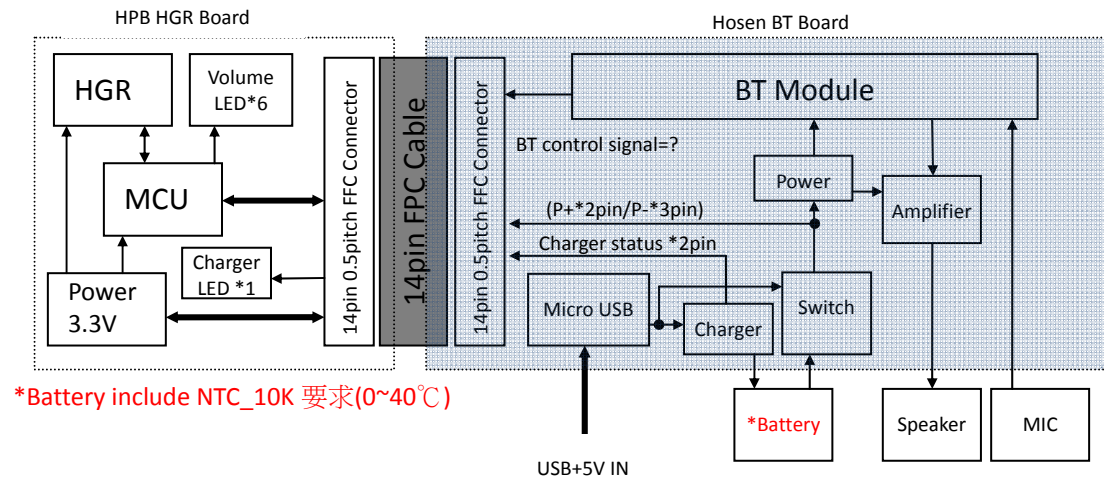 HPB HGR Board
Hosen BT Board
HGR
Volume
LED*6
MCU
Charger
LED *1
Power
3.3V
14pin 0.5pitch FFC Connector
14pin FPC Cable
14pin 0.5pitch FFC Connector
BT Module
BT control signal=?
Power
Amplifier
(P+*2pin/P-*3pin)
Charger status *2pin
Micro USB
Charger
Switch
*Battery include NTC_10K 要求(0~40℃)
*Battery
Speaker
MIC
USB+5V IN